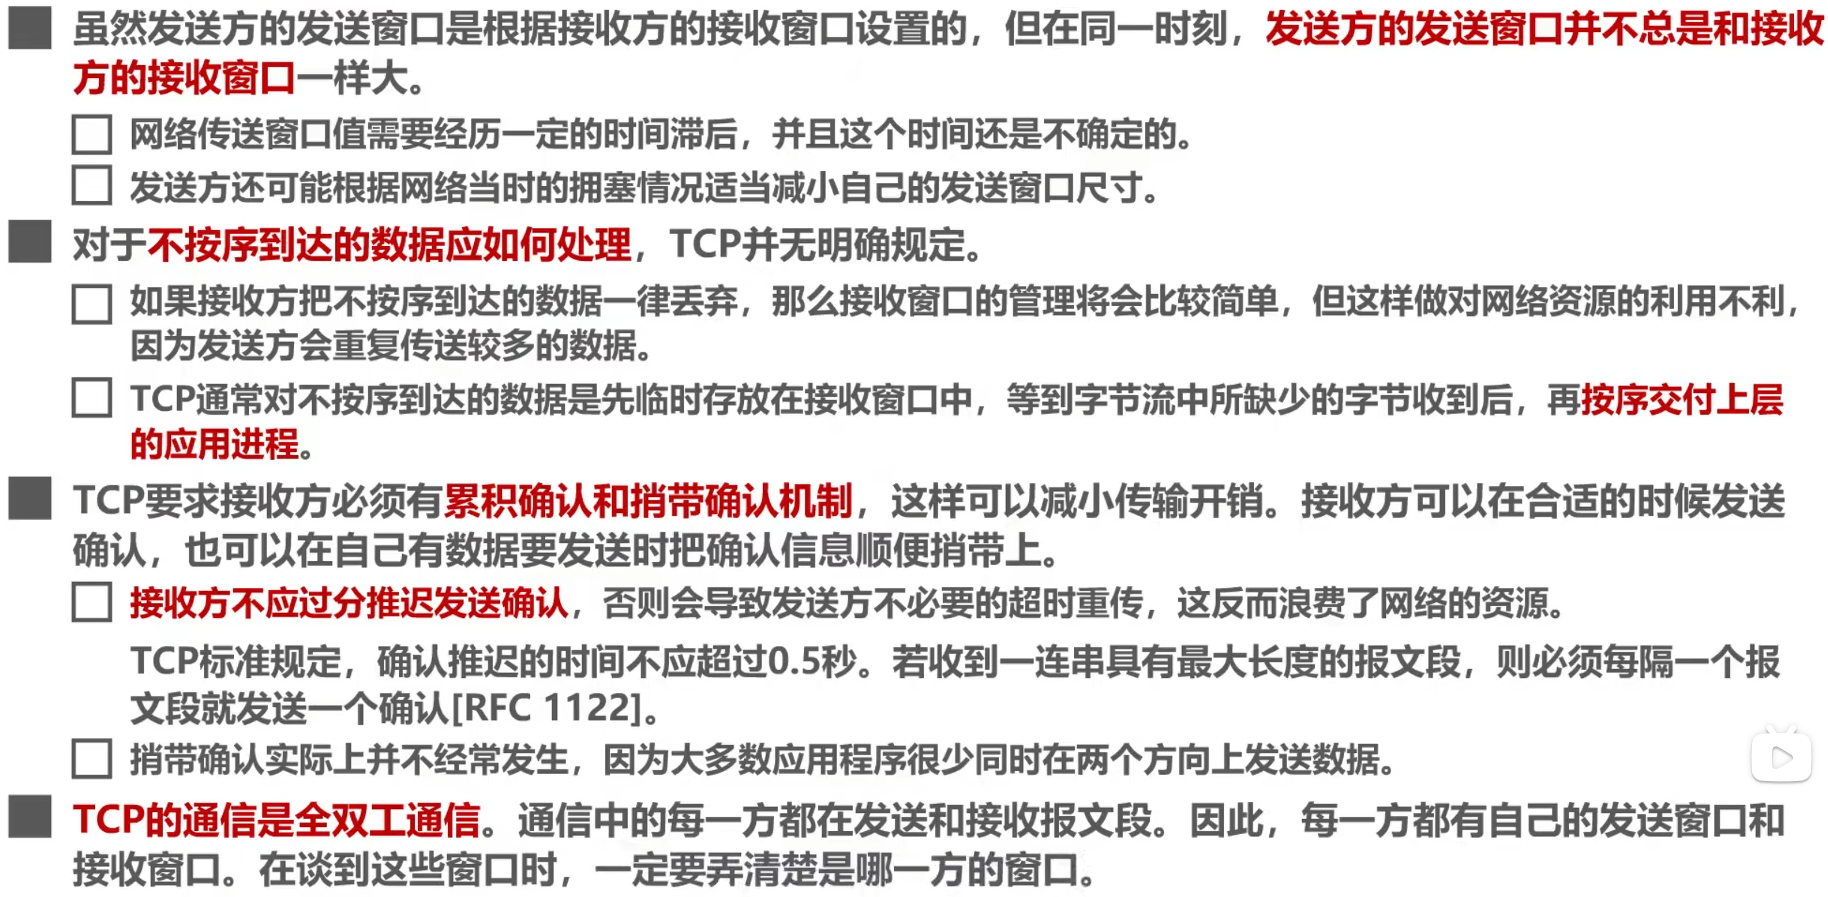 虽然发送方的发送窗口是根据接收方的接收窗口设置的，但在同一时刻，发送方的发送窗口并不总是和接收
方的接收窗口一样大。
网络传送窗口值需要经历一定的时间滞后，并且这个时间还是不确定的。
发送方还可能根据网络当时的拥塞情况适当减小自己的发送窗口尺寸。
对于不按序到达的数据应如何处理，TCP并无明确规定。
如果接收方把不按序到达的数据一律丢弃，那么接收窗口的管理将会比较简单，但这样做对网络资源的利用不利，
因为发送方会重复传送较多的数据。
TCP通常对不按序到达的数据是先临时存放在接收窗口中，等到字节流中所缺少的字节收到后，再按序交付上层
的应用进程。
TCP要求接收方必须有累积确认和捎带确认机制，这样可以减小传输开销。接收方可以在合适的时候发送
确认，也可以在自己有数据要发送时把确认信息顺便捎带上。
接收方不应过分推迟发送确认，否则会导致发送方不必要的超时重传，这反而浪费了网络的资源。
TCP标准规定，确认推迟的时间不应超过0.5秒。若收到一连串具有最大长度的报文段，则必须每隔一个报
文段就发送一个确认[RFC 1122]。
捎带确认实际上并不经常发生，因为大多数应用程序很少同时在两个方向上发送数据。
TCP的通信是全双工通信。通信中的每一方都在发送和接收报文段。因此，每一方都有自己的发送窗口和
接收窗口。在谈到这些窗口时，一定要弄清楚是哪一方的窗口。